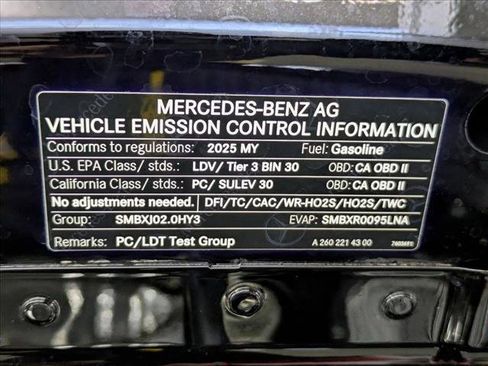 MERCEDES-BENZ AG
VEHICLE EMISSION CONTROL INFORMATION
Conforms to regulations: 2025 MY Fuel: Gasoline
U.S. EPA Class/ stds.: LDV/ Tier 3 BIN 30 OBD: CA OBD II
California Class/ stds.: PC/ SULEV 30 OBD: CA OBD II
No adjustments needed. DFI/TC/CAC/WR-HO2S/HO2S/TWC
Group: SMBXJ02.0HY3 EVAP: SMBXR0095LNA
Remarks: PC/LDT Test Group A 260 221 43 00